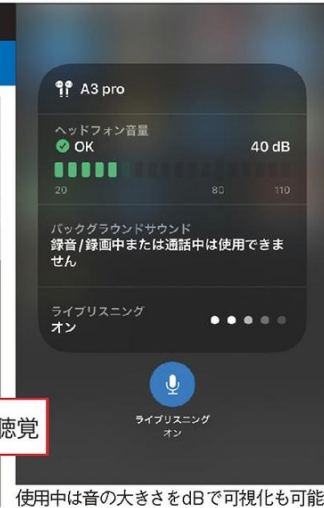 A3 pro
ヘッドフォン音量
OK 40 dB
20 80 110
バックグラウンドサウンド
録音/録画中または通話中は使用できま
せん
ライブリスニング
オン
ライブリスニング
オン
聴覚
使用中は音の大きさをdBで可視化も可能